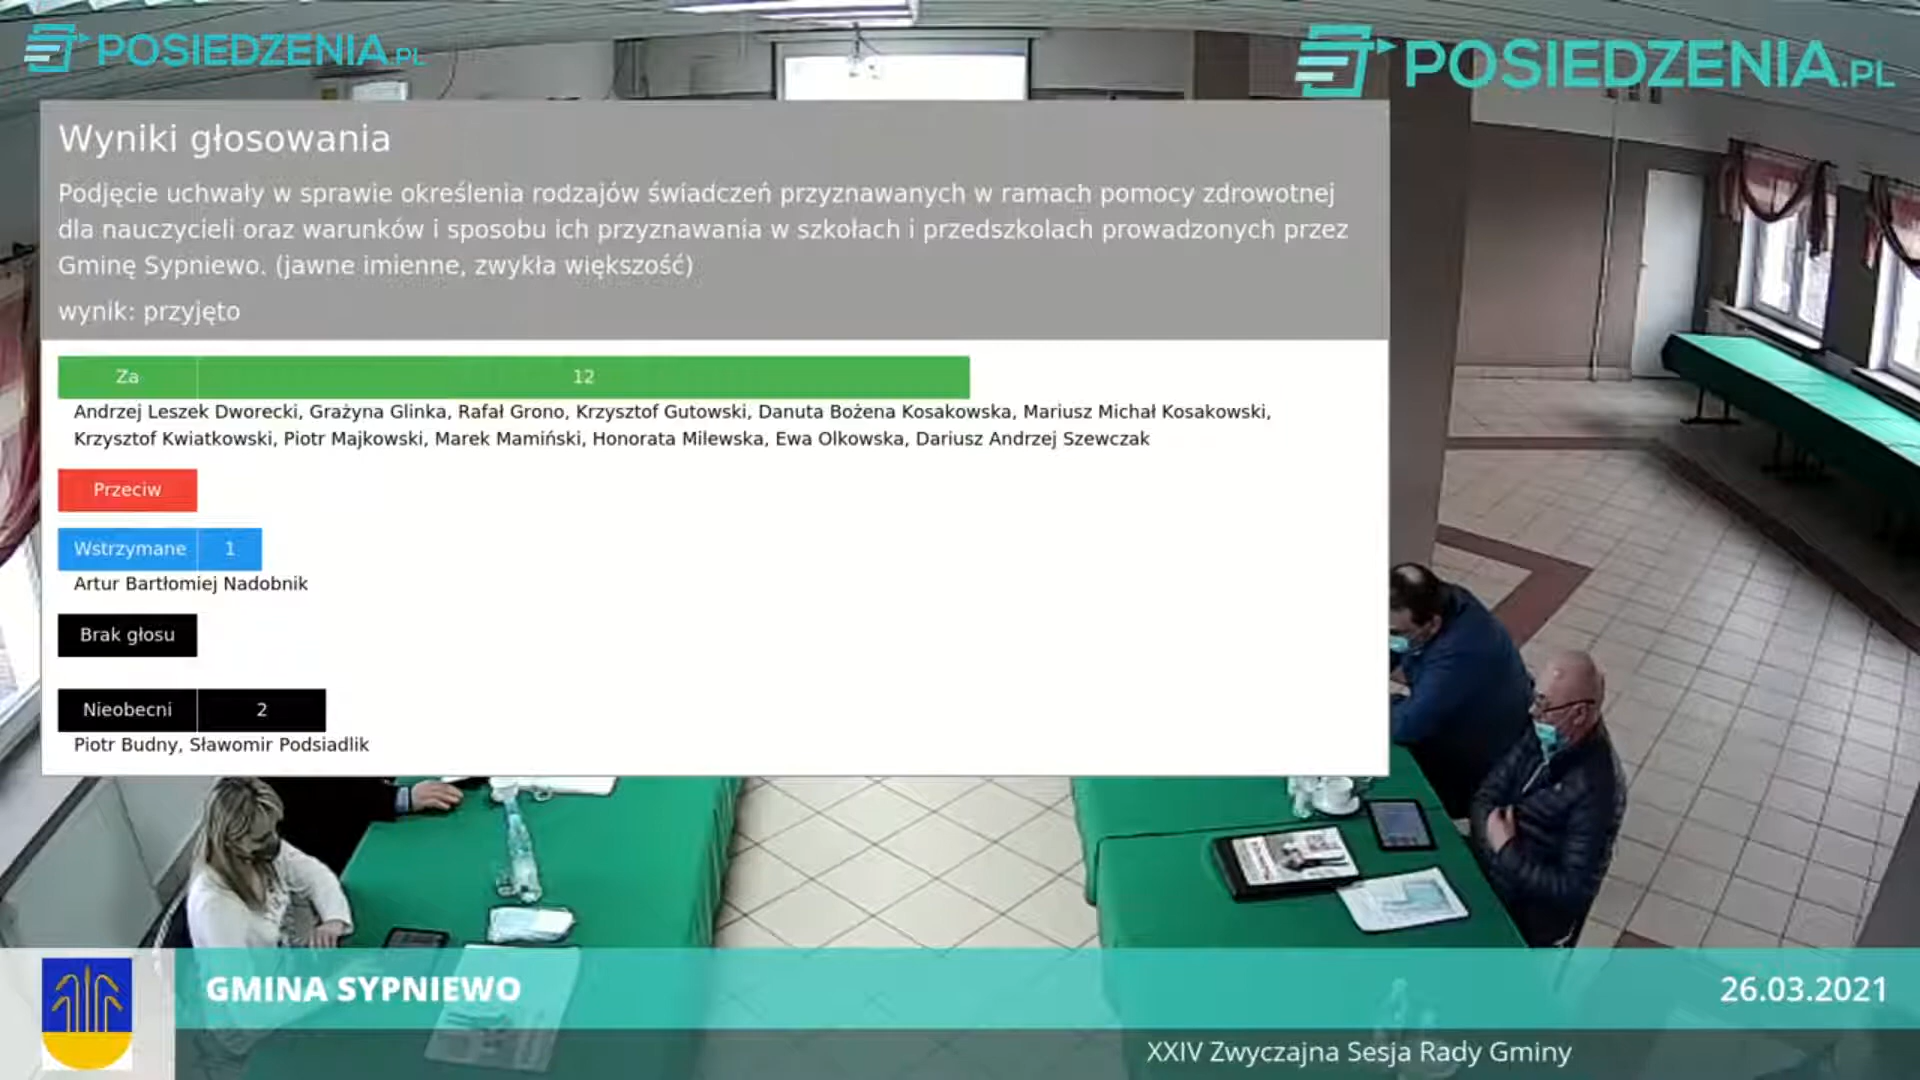 POSIEDZENIA.PL
POSIEDZENIA.PL
Wyniki głosowania
Podjęcie uchwały w sprawie określenia rodzajów świadczeń przyznawanych w ramach pomocy zdrowotnej
dla nauczycieli oraz warunków i sposobu ich przyznawania w szkołach i przedszkolach prowadzonych przez
Gminę Sypniewo. (jawne imienne, zwykła większość)
wynik: przyjęto
Za 12
Andrzej Leszek Dworecki, Grażyna Glinka, Rafał Grono, Krzysztof Gutowski, Danuta Bożena Kosakowska, Mariusz Michał Kosakowski,
Krzysztof Kwiatkowski, Piotr Majkowski, Marek Mamiński, Honorata Milewska, Ewa Olkowska, Dariusz Andrzej Szewczak
Przeciw
Wstrzymane 1
Artur Bartłomiej Nadobnik
Brak głosu
Nieobecni 2
Piotr Budny, Sławomir Podsiadlik
GMINA SYPNIEWO
26.03.2021
XXIV Zwyczajna Sesja Rady Gminy